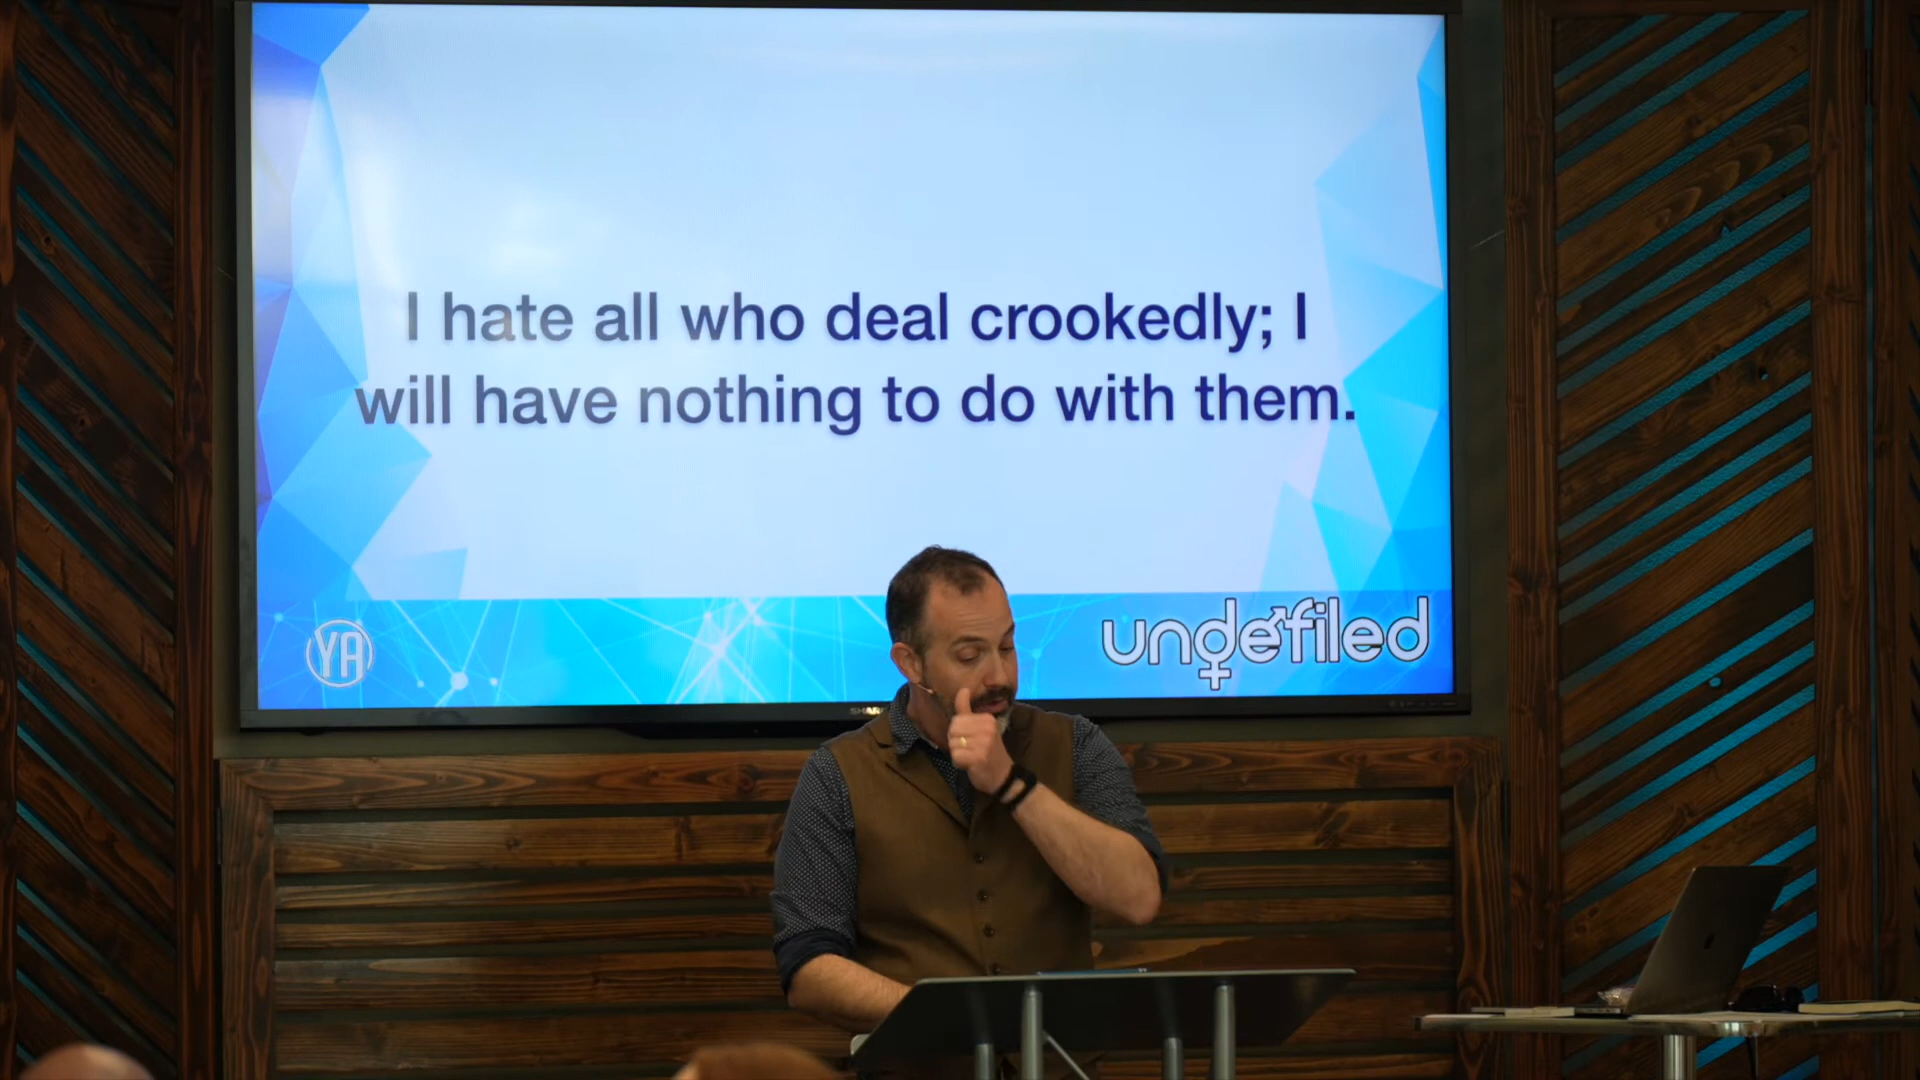 I hate all who deal crookedly; I
will have nothing to do with them.
YA
undefiled